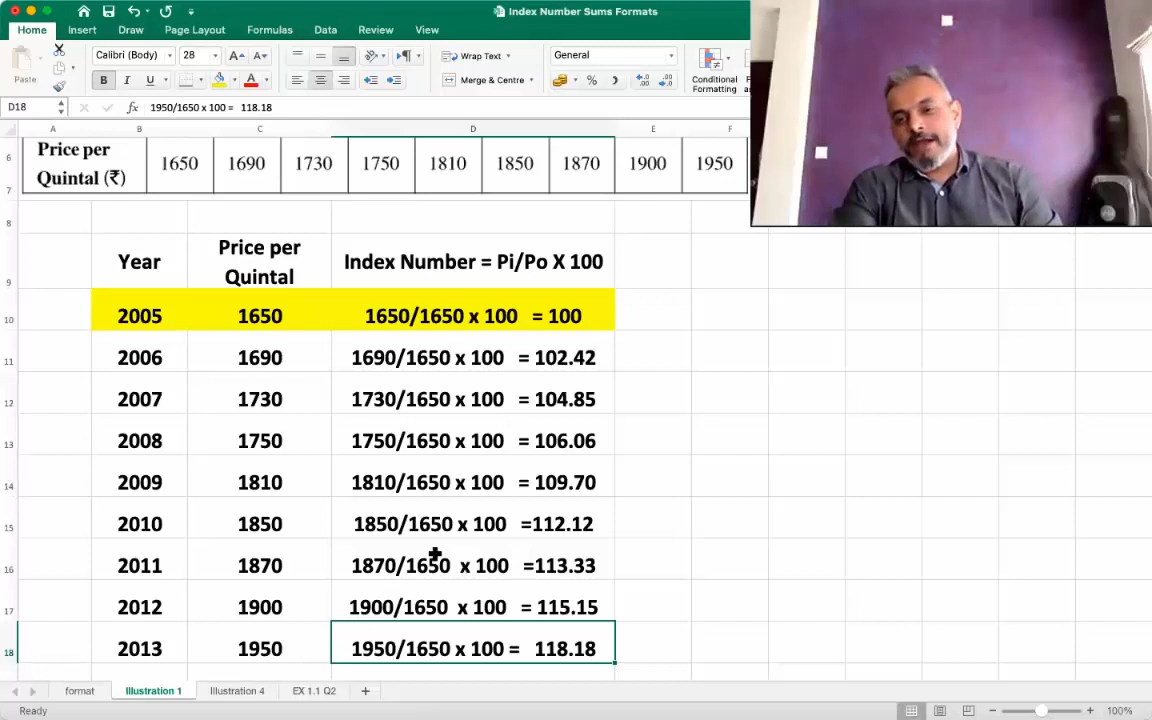 Index Number Sums Formats
Home Insert Draw Page Layout Formulas Data Review View
Paste Calibri (Body) 28 A A Wrap Text General
B I U A Merge & Centre % Conditional Formatting
D18 fx 1950/1650 x 100 = 118.18
A B C D E F
6 Price per 1650 1690 1730 1750 1810 1850 1870 1900 1950
7 Quintal (₹)
8
9 Year Price per Quintal Index Number = Pi/Po X 100
10 2005 1650 1650/1650 x 100 = 100
11 2006 1690 1690/1650 x 100 = 102.42
12 2007 1730 1730/1650 x 100 = 104.85
13 2008 1750 1750/1650 x 100 = 106.06
14 2009 1810 1810/1650 x 100 = 109.70
15 2010 1850 1850/1650 x 100 =112.12
16 2011 1870 1870/1650 x 100 =113.33
17 2012 1900 1900/1650 x 100 = 115.15
18 2013 1950 1950/1650 x 100 = 118.18
format Illustration 1 Illustration 4 EX 1.1 Q2 +
Ready 100%